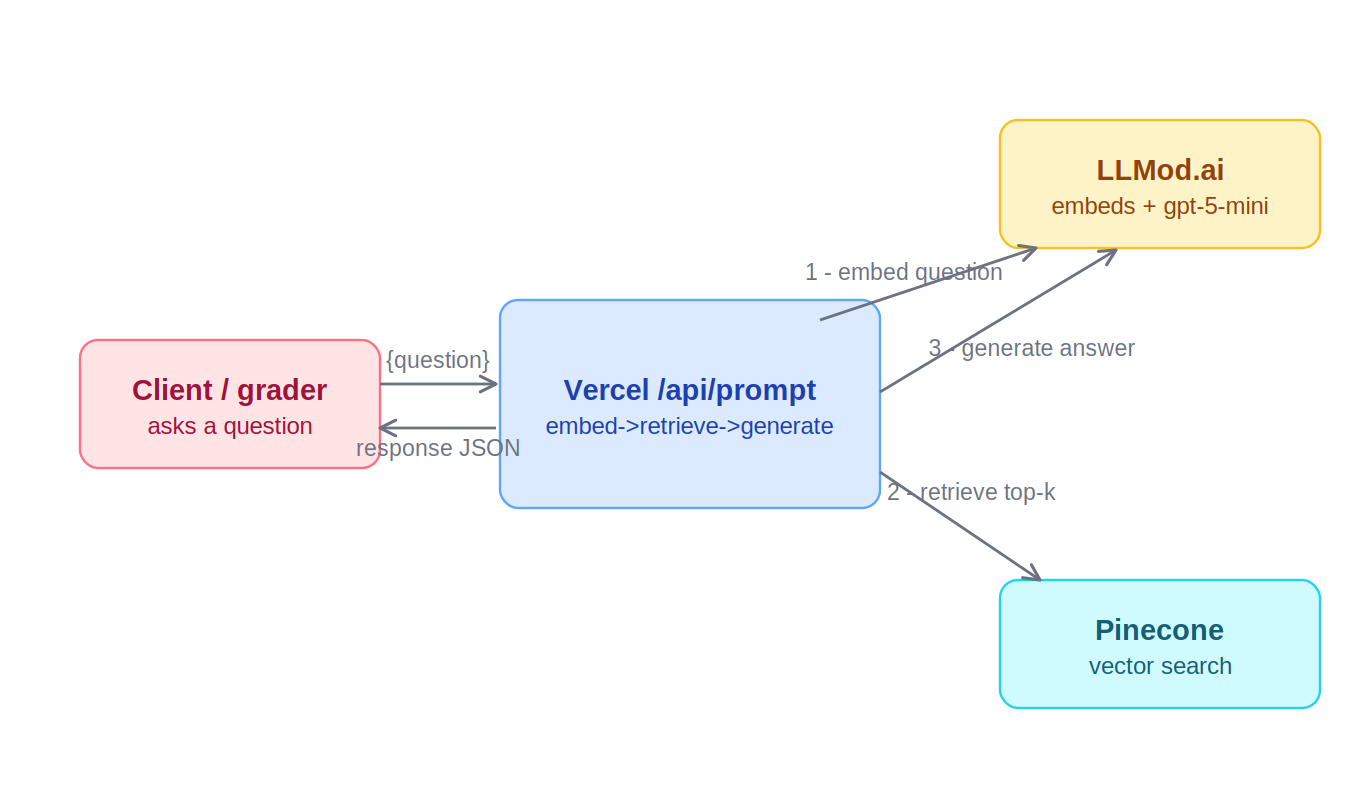 LLMod.ai
embeds + gpt-5-mini
1 - embed question
3 - generate answer
{question}
Client / grader
asks a question
response JSON
Vercel /api/prompt
embed->retrieve->generate
2 - retrieve top-k
Pinecone
vector search